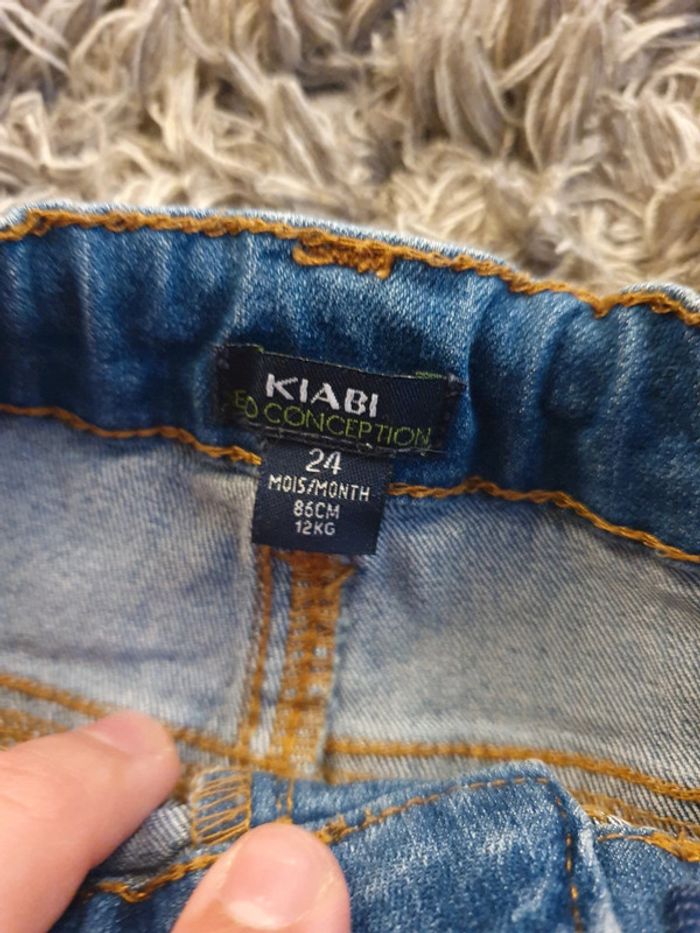 KIABI
CONCEPTION
24
MOIS/MONTH
86CM
12KG